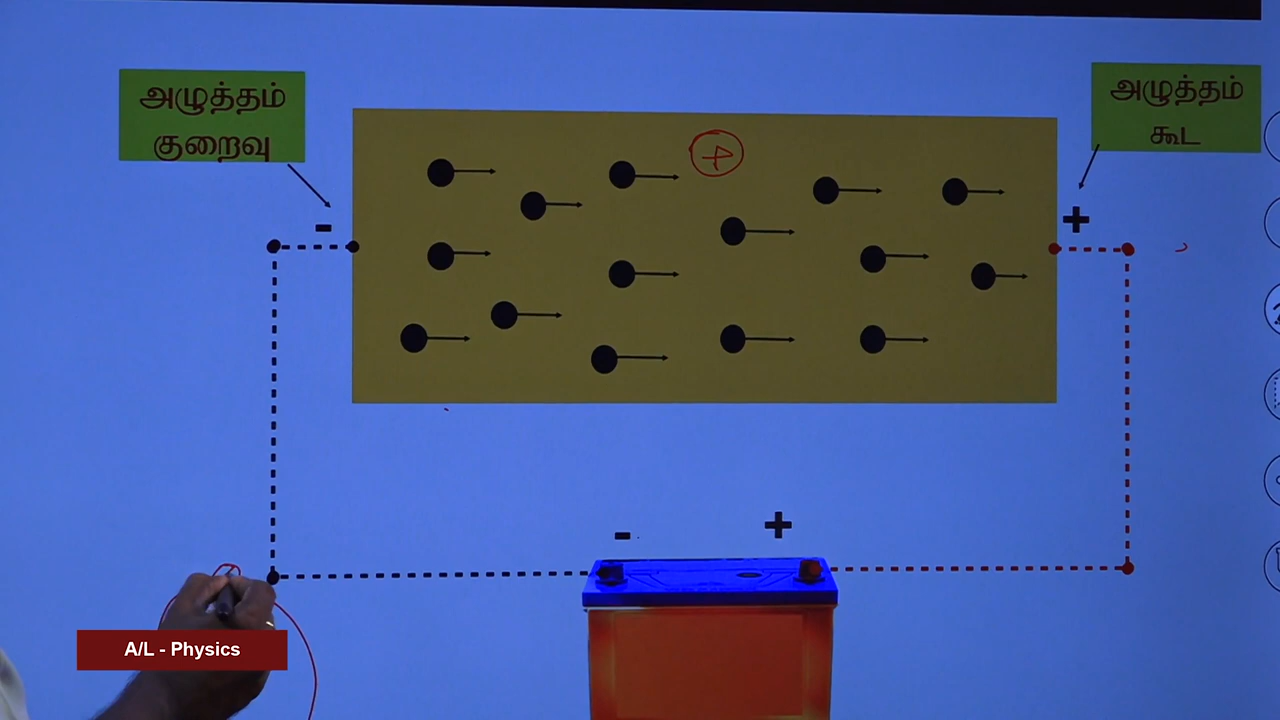 அழுத்தம்
குறைவு
அழுத்தம்
கூட
-
+
+
-
+
A/L - Physics